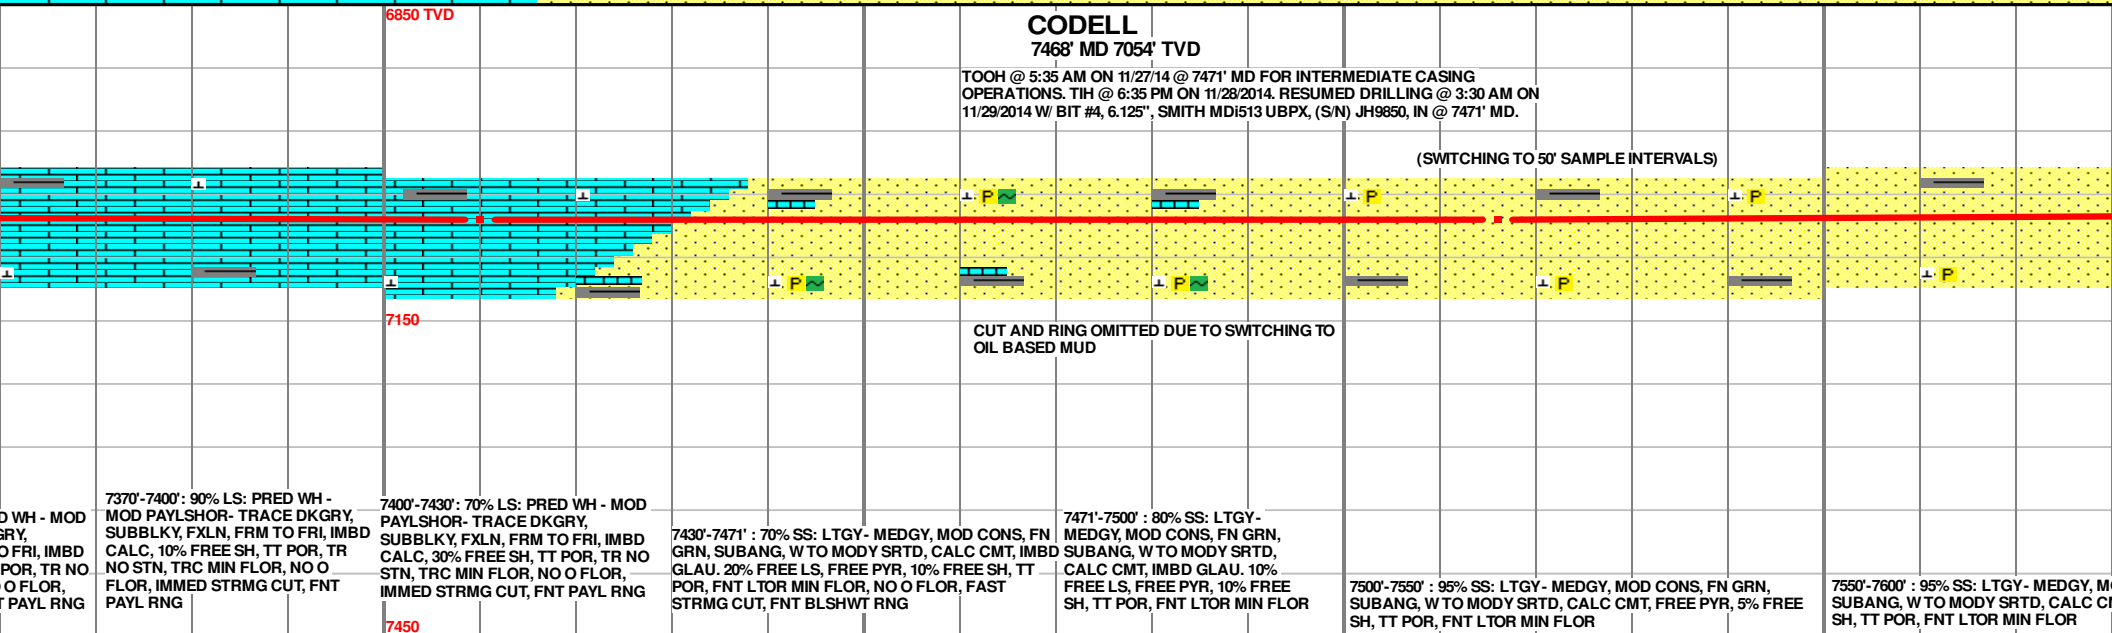 6850 TVD
CODELL
7468' MD 7054' TVD
TOOH @ 5:35 AM ON 11/27/14 @ 7471' MD FOR INTERMEDIATE CASING
OPERATIONS. TIH @ 6:35 PM ON 11/28/2014. RESUMED DRILLING @ 3:30 AM ON
11/29/2014 W/ BIT #4, 6.125", SMITH MDi513 UBPX, (S/N) JH9850, IN @ 7471' MD.
(SWITCHING TO 50' SAMPLE INTERVALS)
P
P
P
P
P
P
P
7150
CUT AND RING OMITTED DUE TO SWITCHING TO
OIL BASED MUD
D WH - MOD
GRY,
O FRI, IMBD
POR, TR NO
O FLOR,
T PAYL RNG
7370'-7400': 90% LS: PRED WH -
MOD PAYLSHOR- TRACE DKGRY,
SUBBLKY, FXLN, FRM TO FRI, IMBD
CALC, 10% FREE SH, TT POR, TR
NO STN, TRC MIN FLOR, NO O
FLOR, IMMED STRMG CUT, FNT
PAYL RNG
7400'-7430': 70% LS: PRED WH - MOD
PAYLSHOR- TRACE DKGRY,
SUBBLKY, FXLN, FRM TO FRI, IMBD
CALC, 30% FREE SH, TT POR, TR NO
STN, TRC MIN FLOR, NO O FLOR,
IMMED STRMG CUT, FNT PAYL RNG
7430'-7471' : 70% SS: LTGY- MEDGY, MOD CONS, FN
GRN, SUBANG, W TO MODY SRTD, CALC CMT, IMBD
GLAU. 20% FREE LS, FREE PYR, 10% FREE SH, TT
POR, FNT LTOR MIN FLOR, NO O FLOR, FAST
STRMG CUT, FNT BLSHWT RNG
7471'-7500' : 80% SS: LTGY-
MEDGY, MOD CONS, FN GRN,
SUBANG, W TO MODY SRTD,
CALC CMT, IMBD GLAU. 10%
FREE LS, FREE PYR, 10% FREE
SH, TT POR, FNT LTOR MIN FLOR
7500'-7550' : 95% SS: LTGY- MEDGY, MOD CONS, FN GRN,
SUBANG, W TO MODY SRTD, CALC CMT, FREE PYR, 5% FREE
SH, TT POR, FNT LTOR MIN FLOR
7550'-7600' : 95% SS: LTGY- MEDGY, M
SUBANG, W TO MODY SRTD, CALC C
SH, TT POR, FNT LTOR MIN FLOR
7450